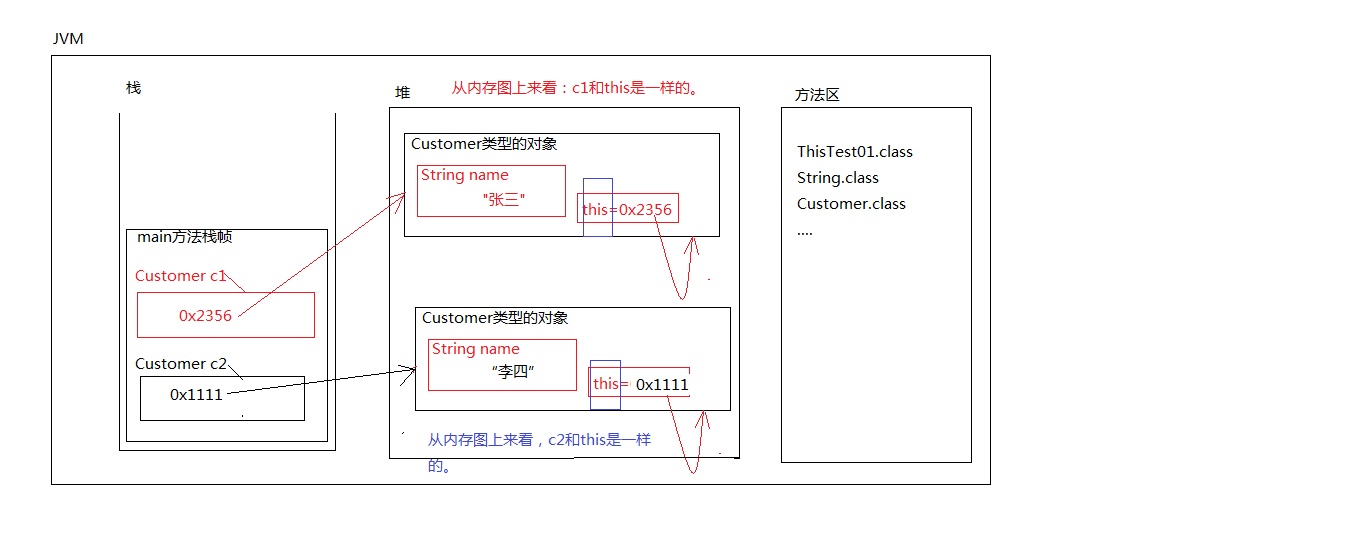 JVM
栈
堆
从内存图上来看：c1和this是一样的。
方法区
Customer类型的对象
String name
"张三"
this=0x2356
ThisTest01.class
String.class
Customer.class
....
main方法栈帧
Customer c1
0x2356
Customer类型的对象
String name
“李四”
this=0x1111
Customer c2
0x1111
从内存图上来看，c2和this是一样
的。